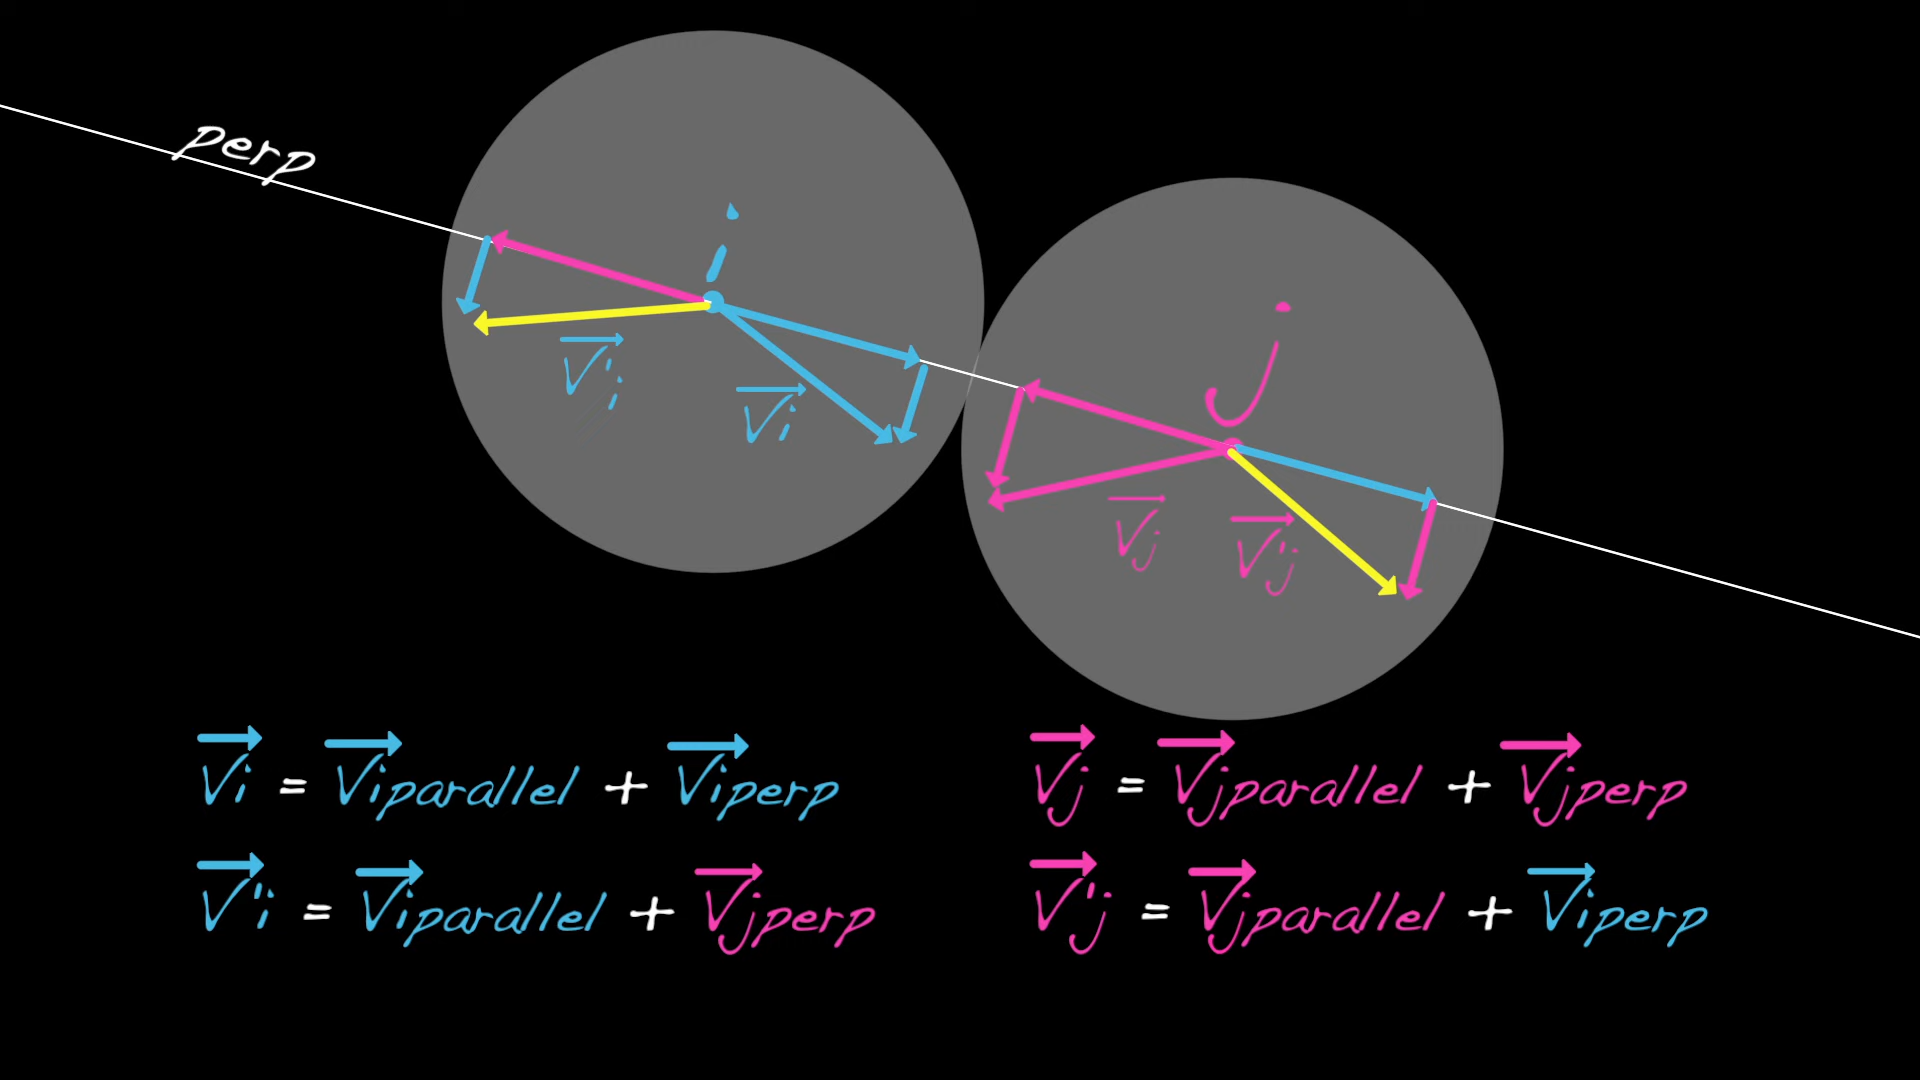 perp
i
j
V'i
Vi
Vj
V'j
Vi = Viparallel + Viperp
Vj = Vjparallel + Vjperp
V'i = Viparallel + Vjperp
V'j = Vjparallel + Viperp